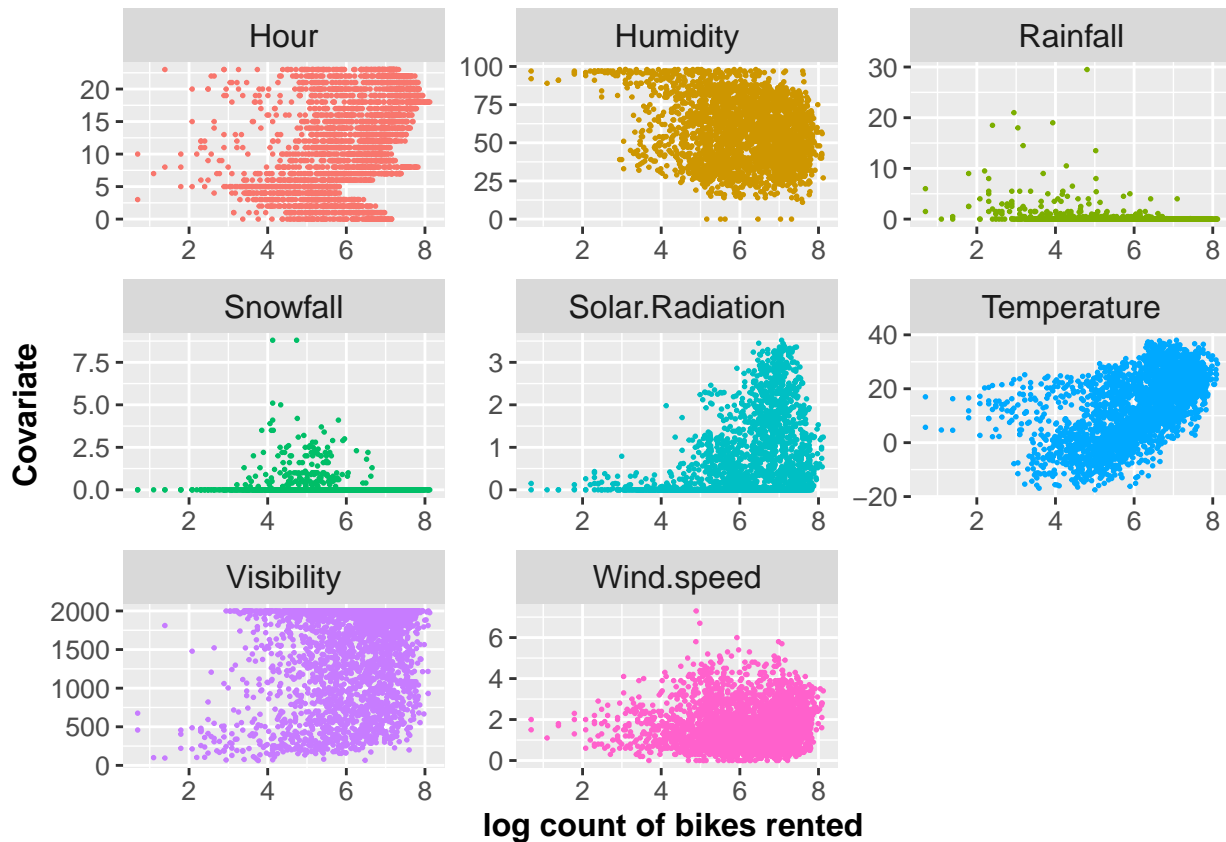 Hour Humidity Rainfall
20
15
10
5
0
2 4 6 8
100
75
50
25
0
2 4 6 8
30
20
10
0
2 4 6 8
Snowfall Solar.Radiation Temperature
7.5
5.0
2.5
0.0
2 4 6 8
3
2
1
0
2 4 6 8
40
20
0
−20
2 4 6 8
Visibility Wind.speed
2000
1500
1000
500
0
2 4 6 8
6
4
2
0
2 4 6 8
Covariate
log count of bikes rented